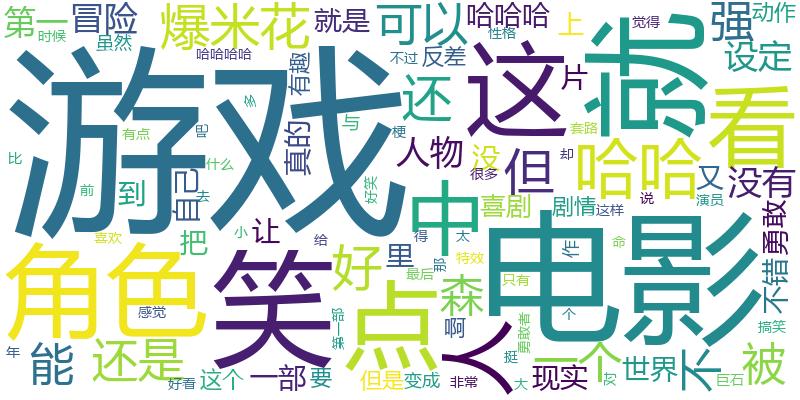 第一
冒险
爆米花
就是
可以
哈哈哈
上
觉得
强
动作
时候
虽然
哈哈哈哈
不过
反差
性格
片
就
设定
游戏
有趣
多
还
这
看
有点
吧
真的
与
梗
人物
没
但
套路
哈哈
却
又
没有
比
什么
很多
前
到
自己
去
好笑
中
喜剧
剧情
这样
说
演员
勇敢
角色
喜欢
把
小
让
给
得
太
电影
作
命
笑
好
里
那
特效
不错
感觉
最后
森
只有
第一部
点
啊
人
勇敢者
个
搞笑
年
能
还是
好看
这个
一部
要
但是
变成
非常
挺
大
现实
一个
对
世界
不
巨石
被